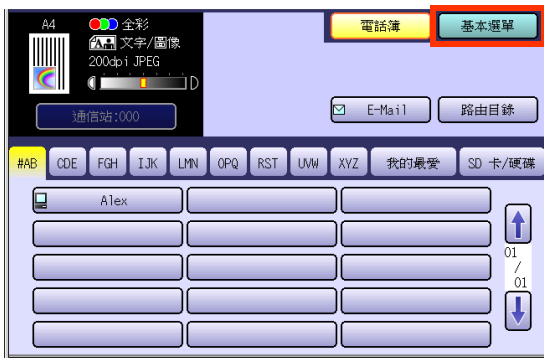 A4 全彩
文字/圖像
200dpi JPEG
D
通信站:000
電話簿 基本選單
E-Mail 路由目錄
#AB CDE FGH IJK LMN OPQ RST UVW XYZ 我的最愛 SD 卡/硬碟
Alex
01
/
01